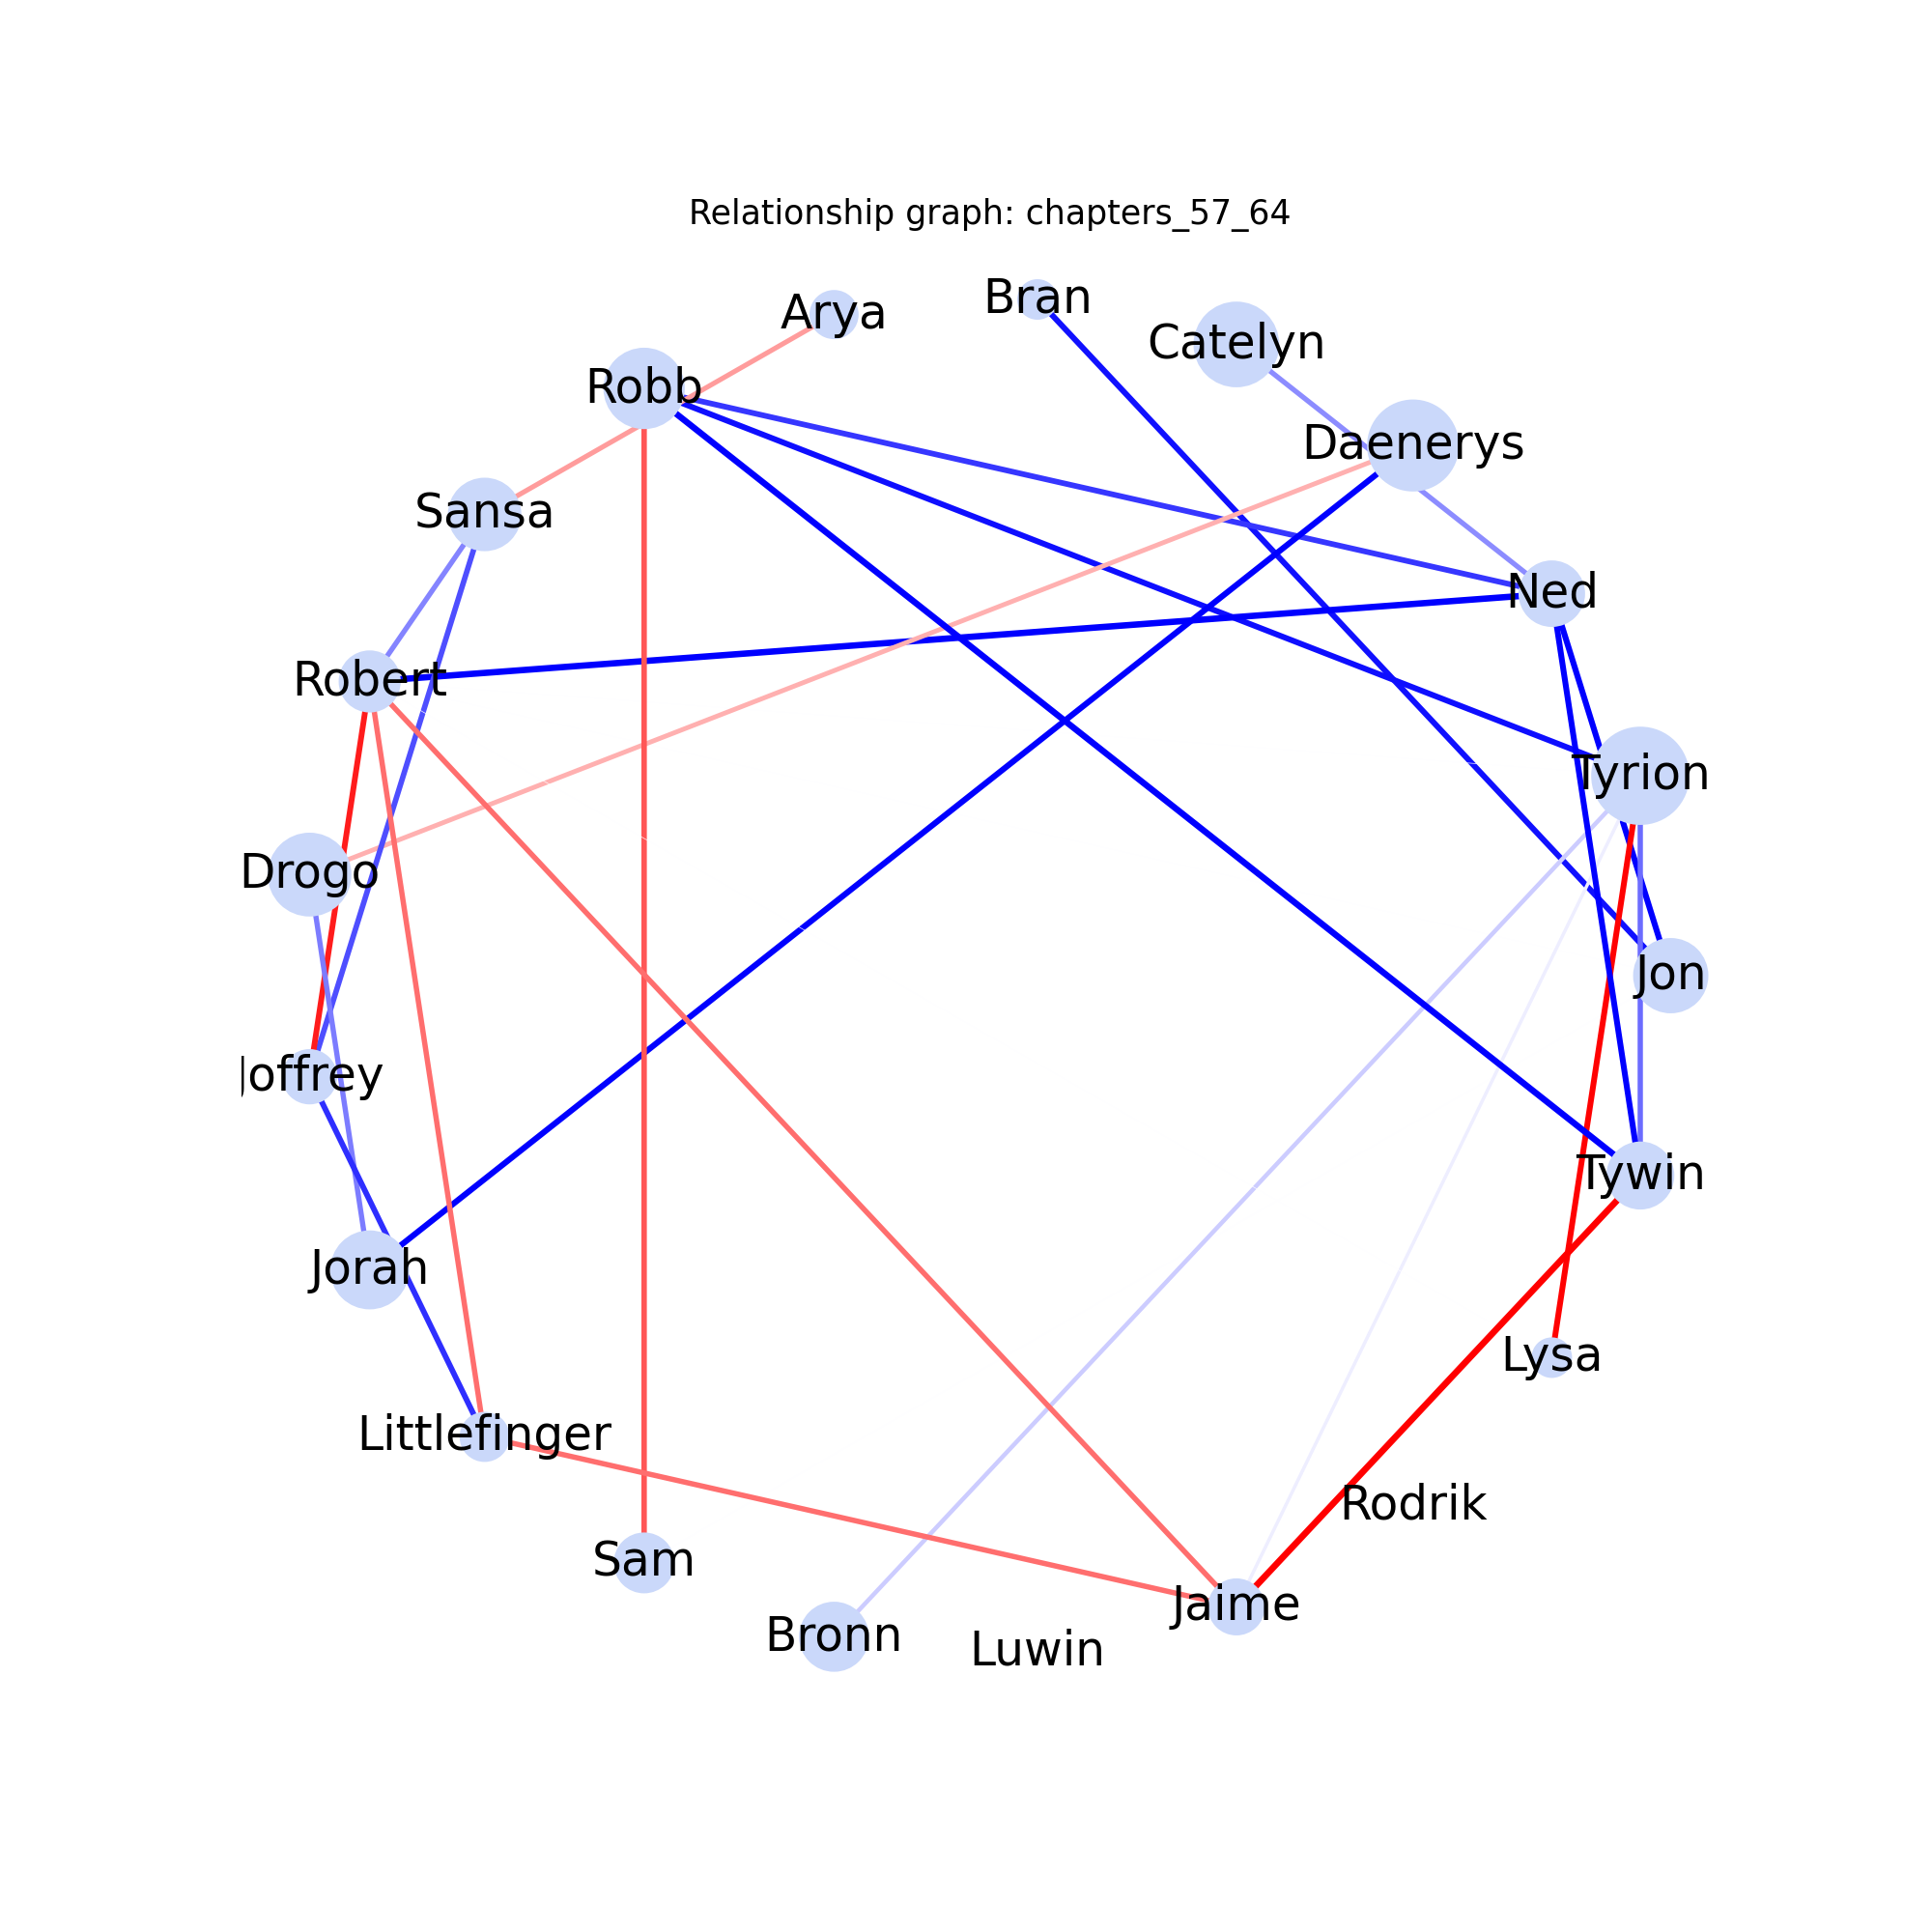 Relationship graph: chapters_57_64
Bran
Arya
Catelyn
Robb
Daenerys
Sansa
Ned
Robert
Tyrion
Drogo
Jon
Joffrey
Tywin
Jorah
Lysa
Littlefinger
Rodrik
Sam
Jaime
Bronn
Luwin